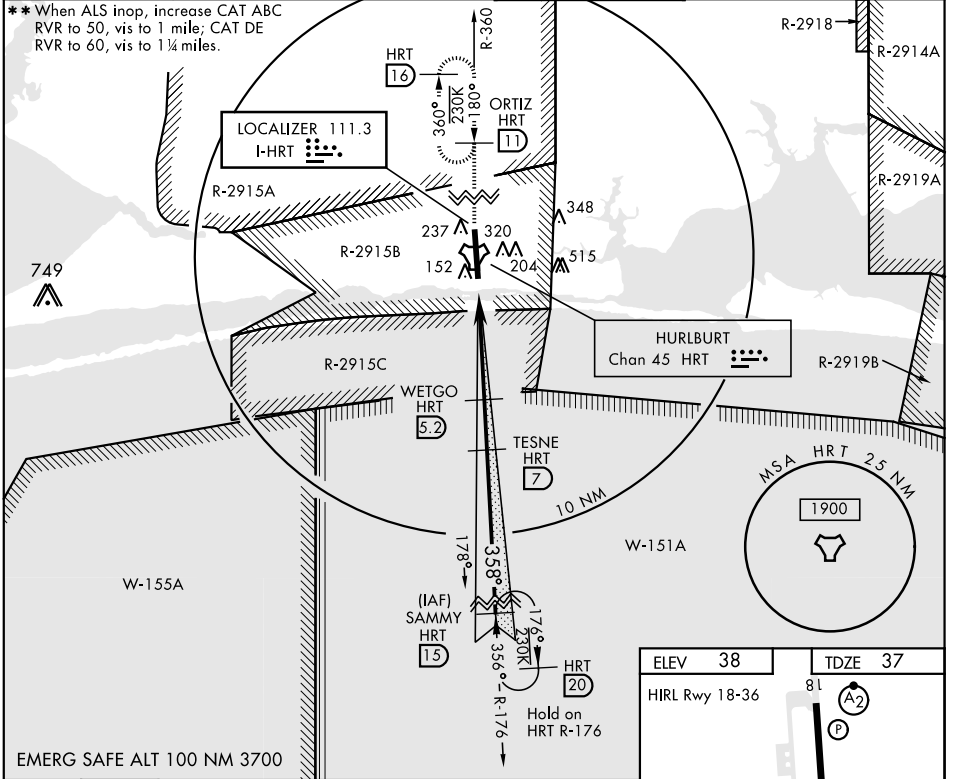 ** When ALS inop, increase CAT ABC
RVR to 50, vis to 1 mile; CAT DE
RVR to 60, vis to 1¼ miles.
R-360
R-2918
R-2914A
HRT
16
360°
230K
180°
ORTIZ
HRT
11
LOCALIZER 111.3
I-HRT
R-2915A
R-2919A
348
237
320
R-2915B
152
204
515
749
HURLBURT
Chan 45 HRT
R-2915C
R-2919B
WETGO
HRT
5.2
TESNE
HRT
7
10 NM
MSA HRT 25 NM
1900
W-151A
178°
358°
W-155A
(IAF)
SAMMY
HRT
15
176°
230K
356°
R-176
HRT
20
Hold on
HRT R-176
ELEV 38
TDZE 37
HIRL Rwy 18-36
18
A2
P
EMERG SAFE ALT 100 NM 3700